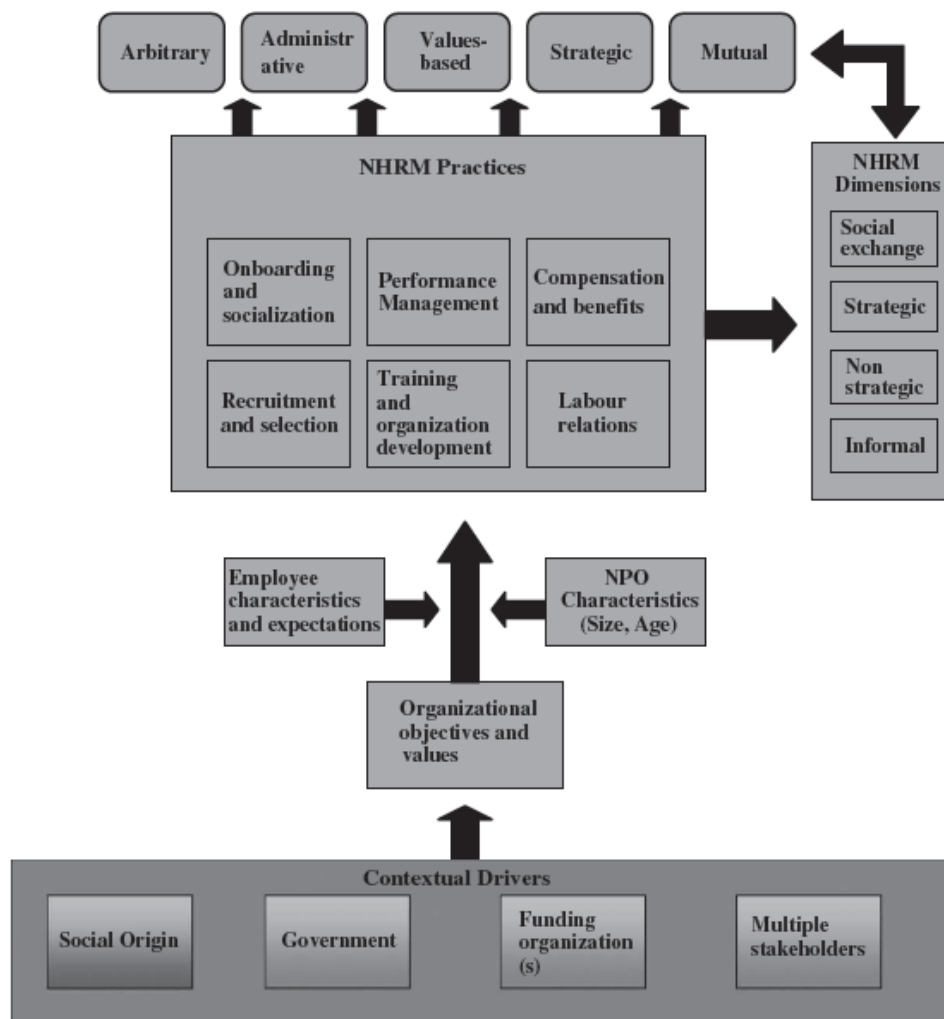 Arbitrary
Administr
ative
Values-
based
Strategic
Mutual
NHRM Practices
Onboarding
and
socialization
Performance
Management
Compensation
and benefits
Recruitment
and selection
Training
and
organization
development
Labour
relations
NHRM
Dimensions
Social
exchange
Strategic
Non
strategic
Informal
Employee
characteristics
and expectations
NPO
Characteristics
(Size, Age)
Organizational
objectives and
values
Contextual Drivers
Social Origin
Government
Funding
organization
(s)
Multiple
stakeholders